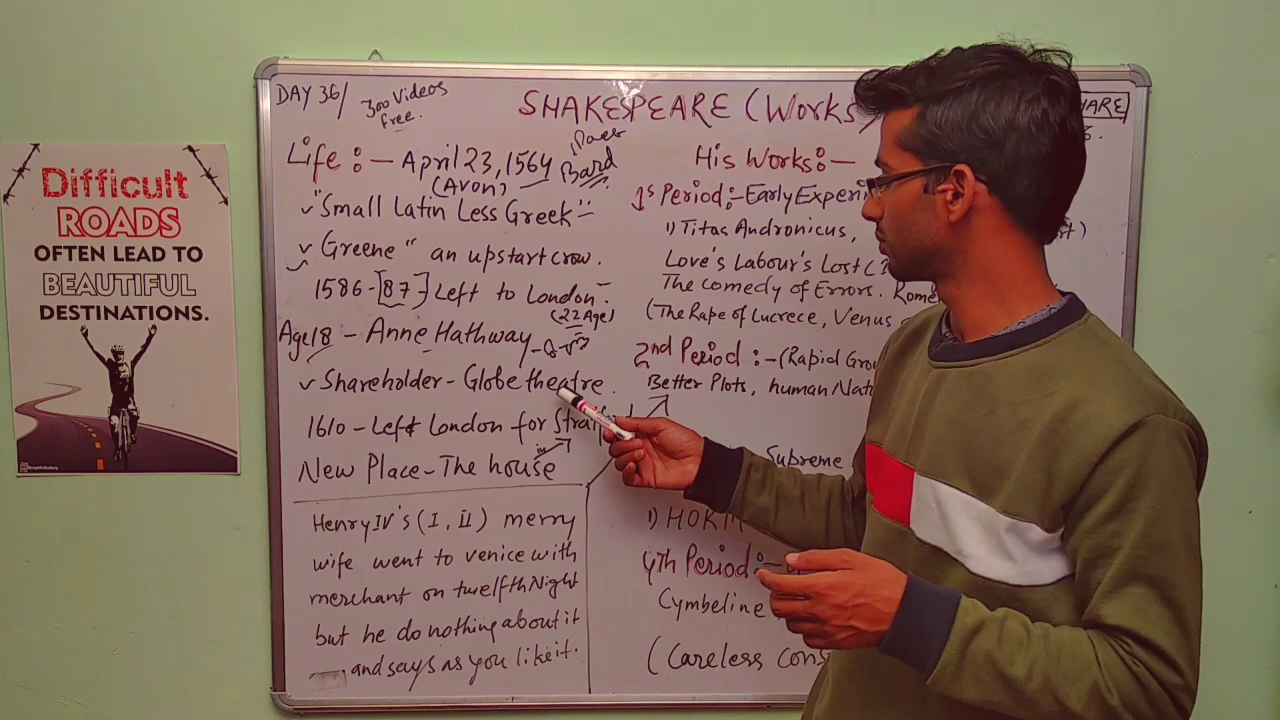 Difficult
ROADS
OFTEN LEAD TO
BEAUTIFUL
DESTINATIONS.
DAY 36/
300 Videos
free.
SHAKESPEARE (Works
HARE
Life :- April 23, 1564
Bard
(Avon)
"Small Latin Less Greek"-
Greene " an upstart crow.
1586-[87] Left to London-
(22 Age)
Age 18 - Anne Hathway
Shareholder - Globe theatre.
1610 - Left London for
in
New Place - The house
Henry IV's (I, II) merry
wife went to venice with
merchant on twelfth Night
but he do nothing about it
and says as you like it.
His Works:-
1st Period:- Early Experi
1) Titas Andronicus,
Love's Labour's Lost (
The comedy of Errors. Rome
(The Rape of Lucrece, Venus
2nd Period :- (Rapid Grow
Better Plots, human Nat
Supreme
1) HOKI
4th Period:-
Cymbeline
(Careless Cons